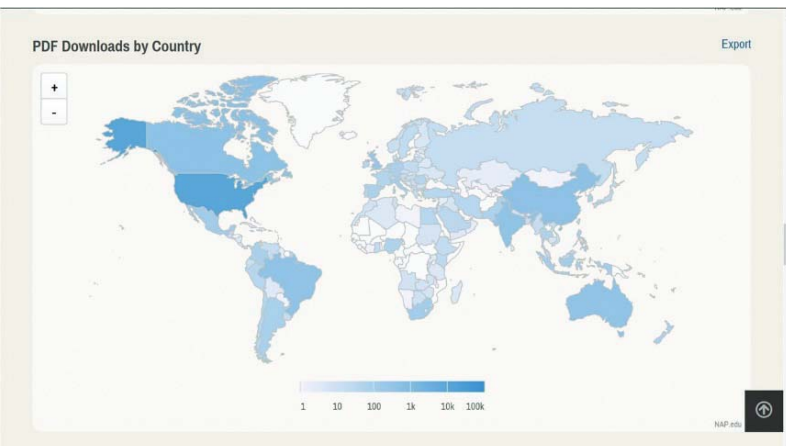 PDF Downloads by Country
Export
+
-
1 10 100 1k 10k 100k
NAP.edu